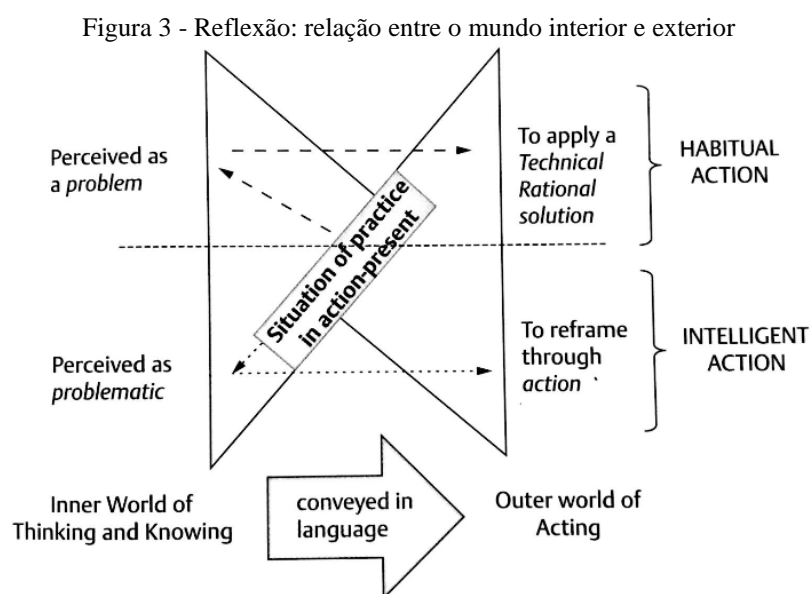 Figura 3 - Reflexão: relação entre o mundo interior e exterior
Perceived as
a problem
To apply a
Technical
Rational
solution
HABITUAL
ACTION
Situation of practice
in action-present
Perceived as
problematic
To reframe
through
action
INTELLIGENT
ACTION
Inner World of
Thinking and Knowing
conveyed in
language
Outer world of
Acting